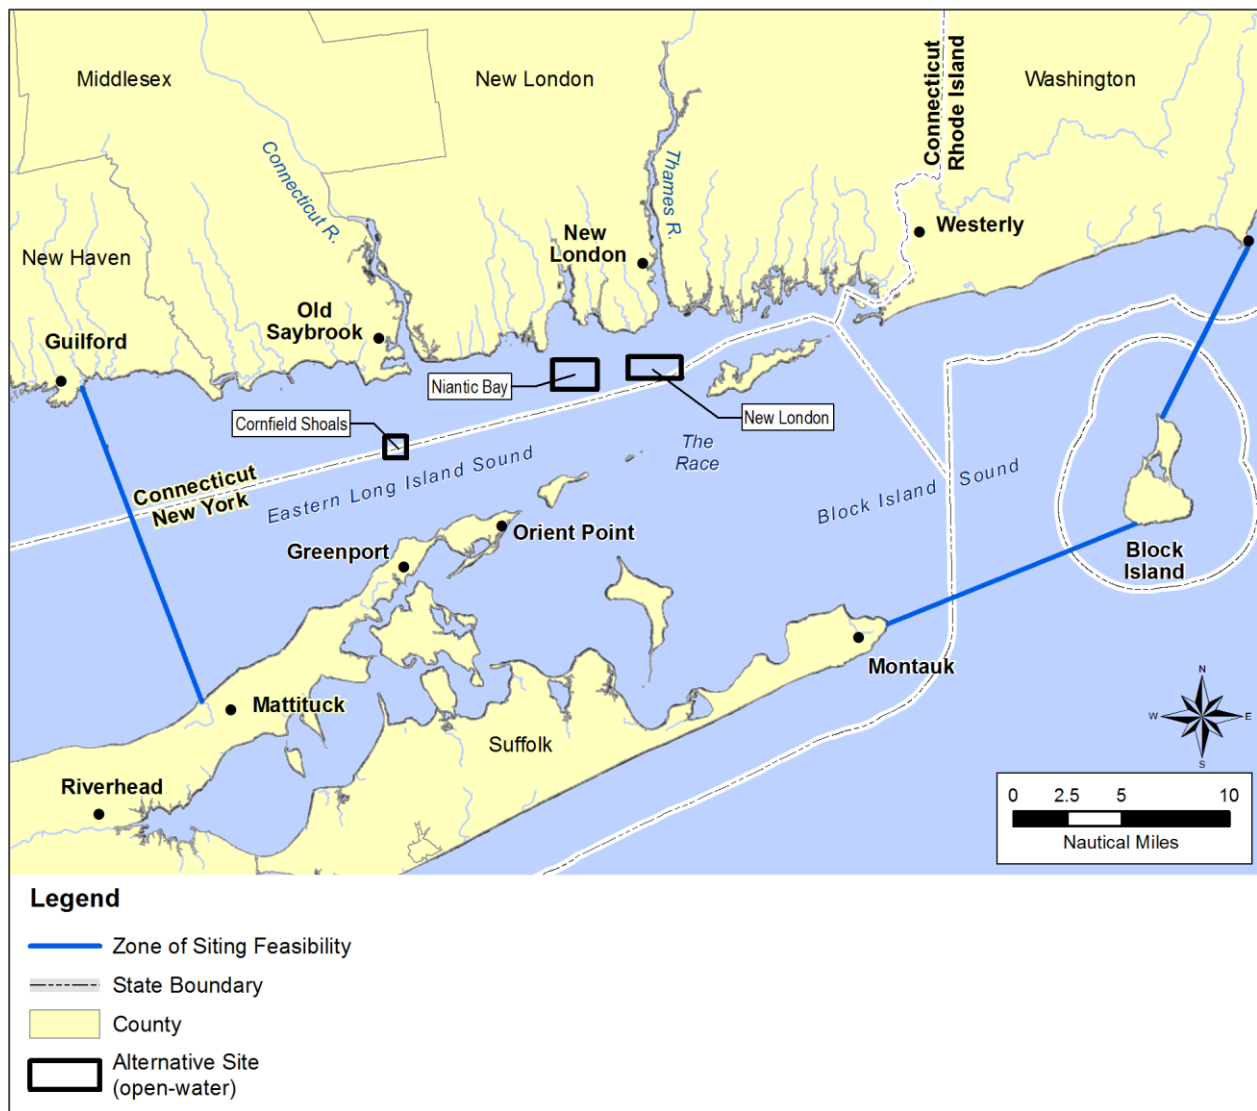 Middlesex
New London
Washington
Connecticut
Rhode Island
Connecticut R.
Thames R.
New
London
Westerly
New Haven
Old
Saybrook
Guilford
Niantic Bay
New London
Cornfield Shoals
The
Race
Connecticut
New York
Eastern Long Island Sound
Block Island Sound
Orient Point
Greenport
Block
Island
Montauk
Mattituck
Suffolk
Riverhead
N
W
E
S
0 2.5 5 10
Nautical Miles
Legend
Zone of Siting Feasibility
State Boundary
County
Alternative Site
(open-water)